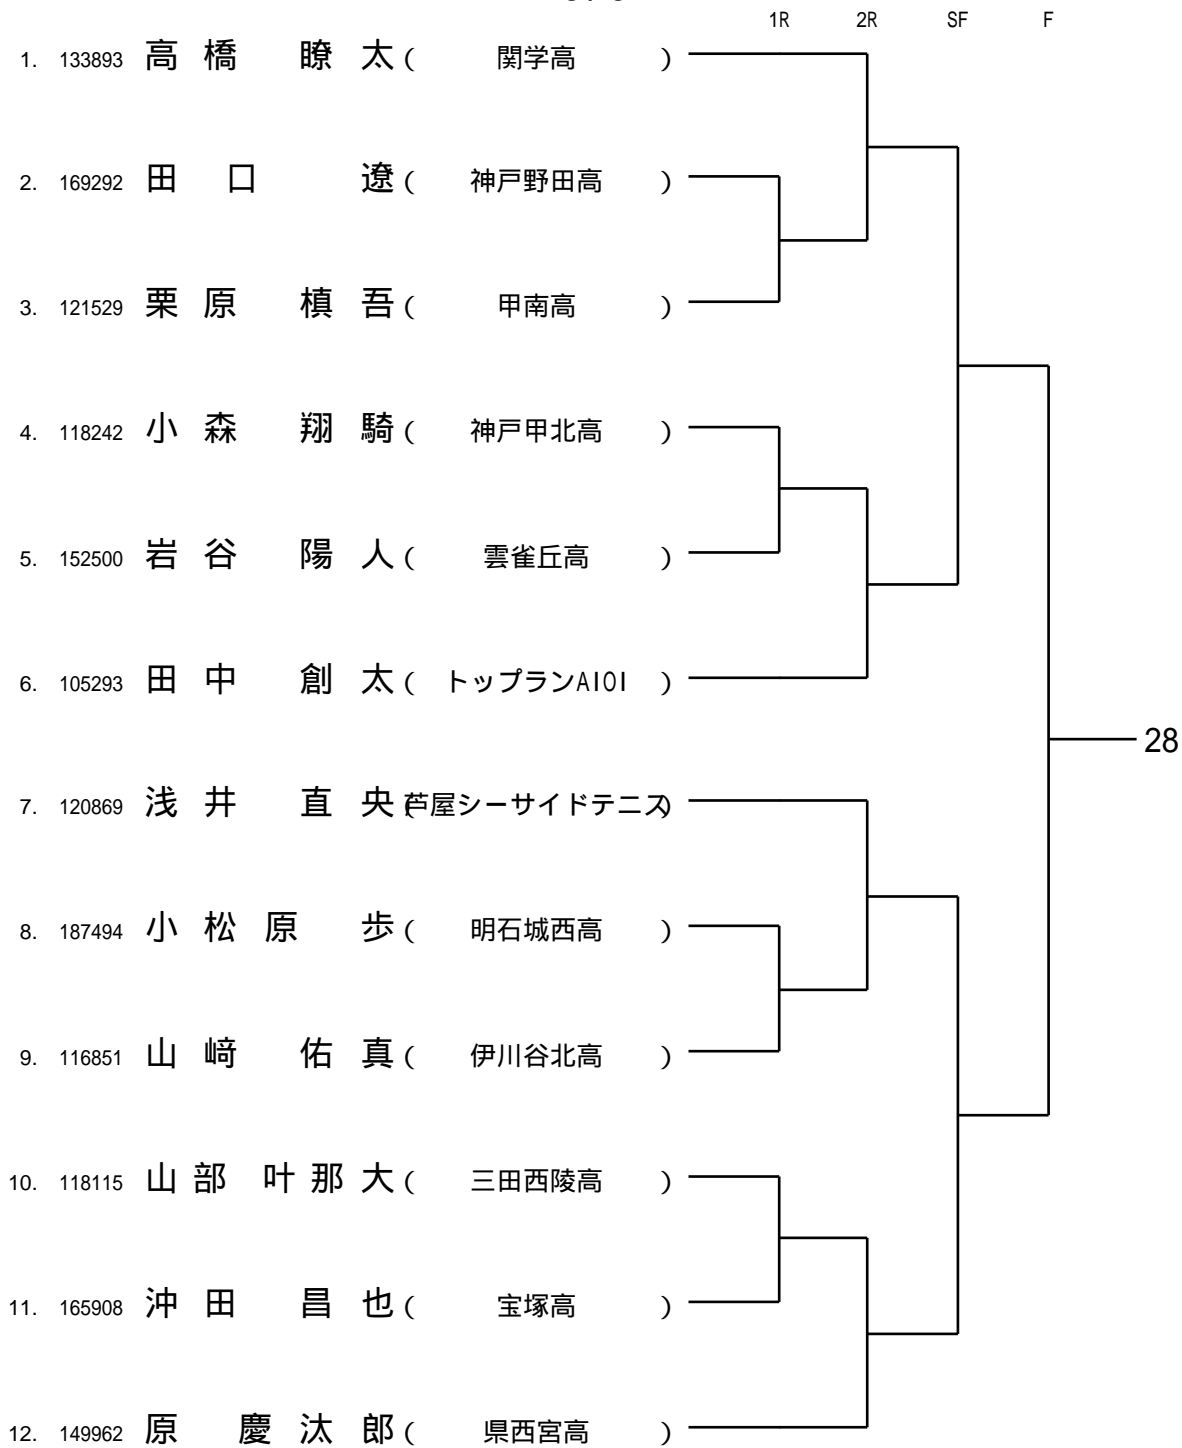 1R 2R SF F
1. 133893 高橋 瞭太 ( 関学高 )
2. 169292 田口 遼 ( 神戸野田高 )
3. 121529 栗原 槙吾 ( 甲南高 )
4. 118242 小森 翔騎 ( 神戸甲北高 )
5. 152500 岩谷 陽人 ( 雲雀丘高 )
6. 105293 田中 創太 ( トップランAIOI )
28
7. 120869 浅井 直央 ( 芦屋シーサイドテニス )
8. 187494 小松原 歩 ( 明石城西高 )
9. 116851 山﨑 佑真 ( 伊川谷北高 )
10. 118115 山部 叶那大 ( 三田西陵高 )
11. 165908 沖田 昌也 ( 宝塚高 )
12. 149962 原 慶汰郎 ( 県西宮高 )